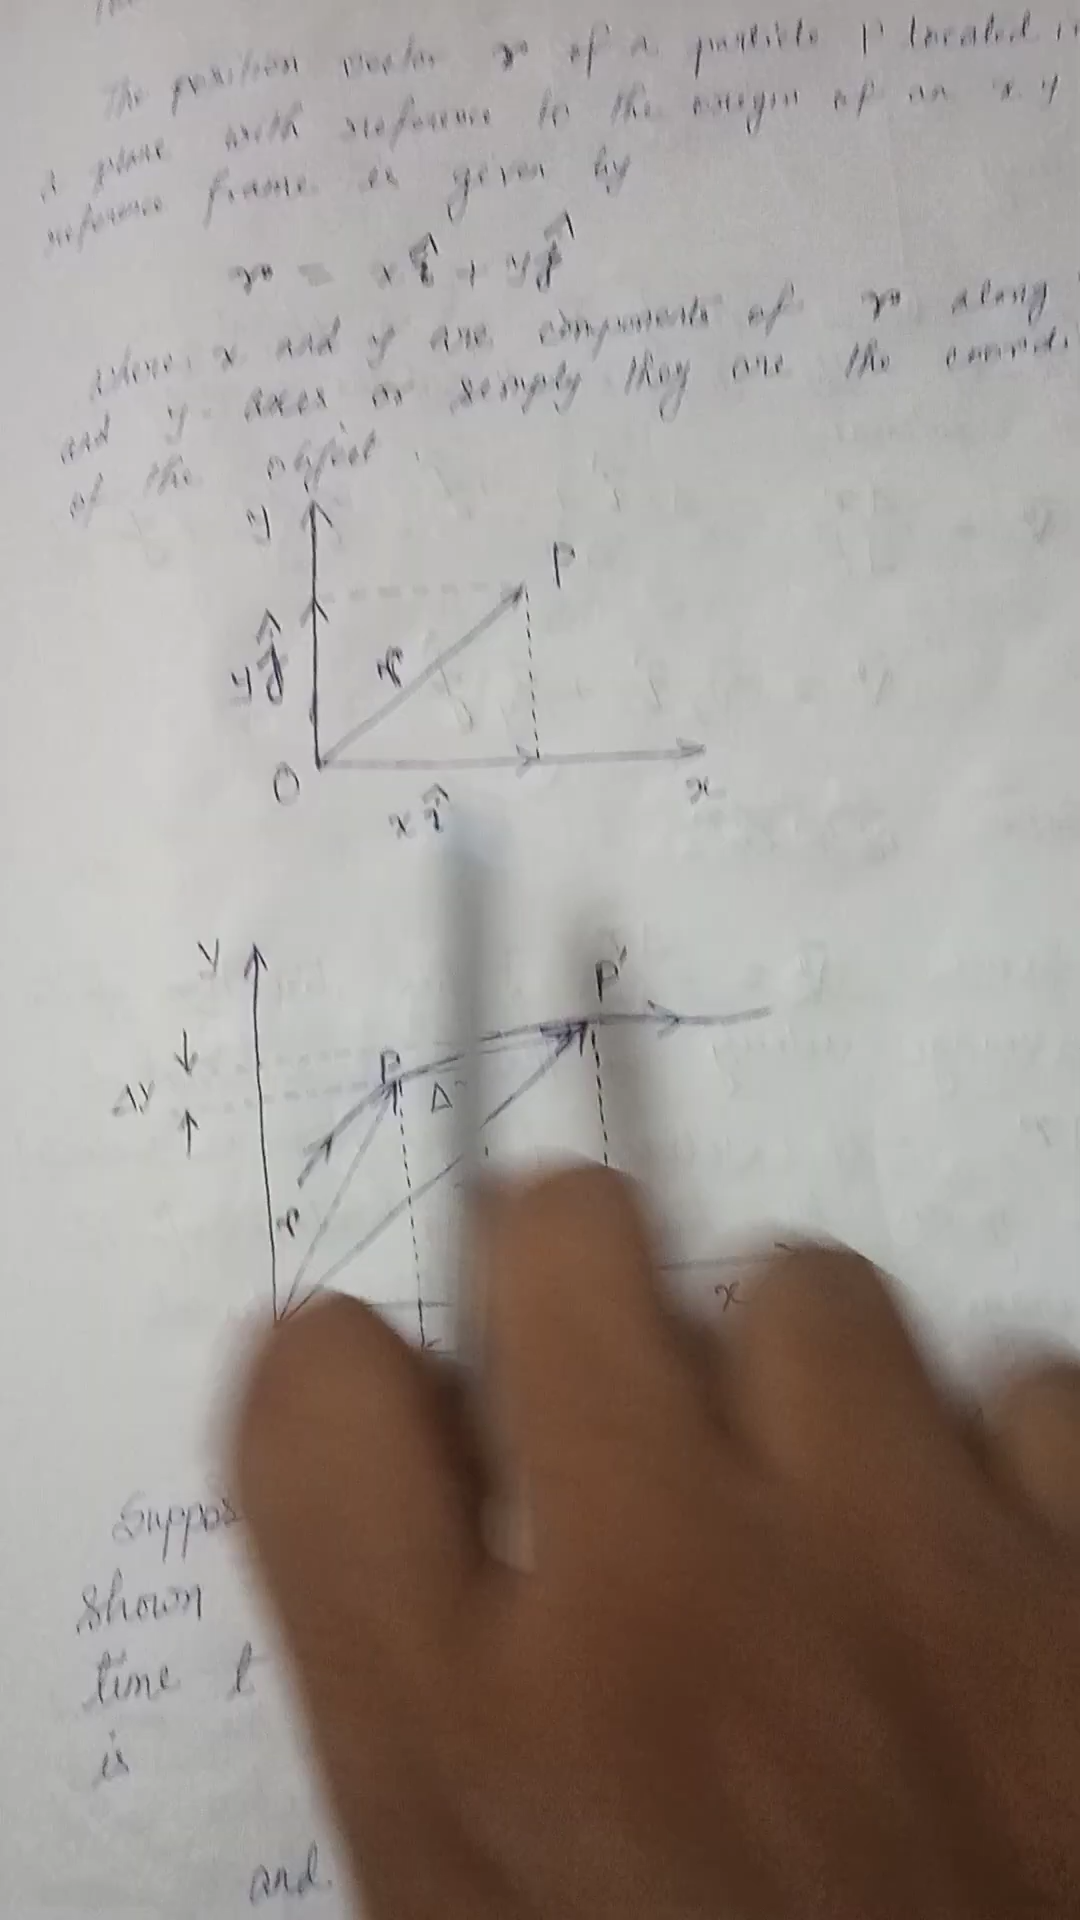 The position vector r of a particle P located in
a plane with reference to the origin of an x y
reference frame is given by
r = xî + yĵ
where x and y are components of r along
and y- axes or simply they are the coordi
of the object.
y
P
yĵ
r
O
x
xî
y
P'
P
Δy
Δ
r
x
Suppos
shown
time t
is
and